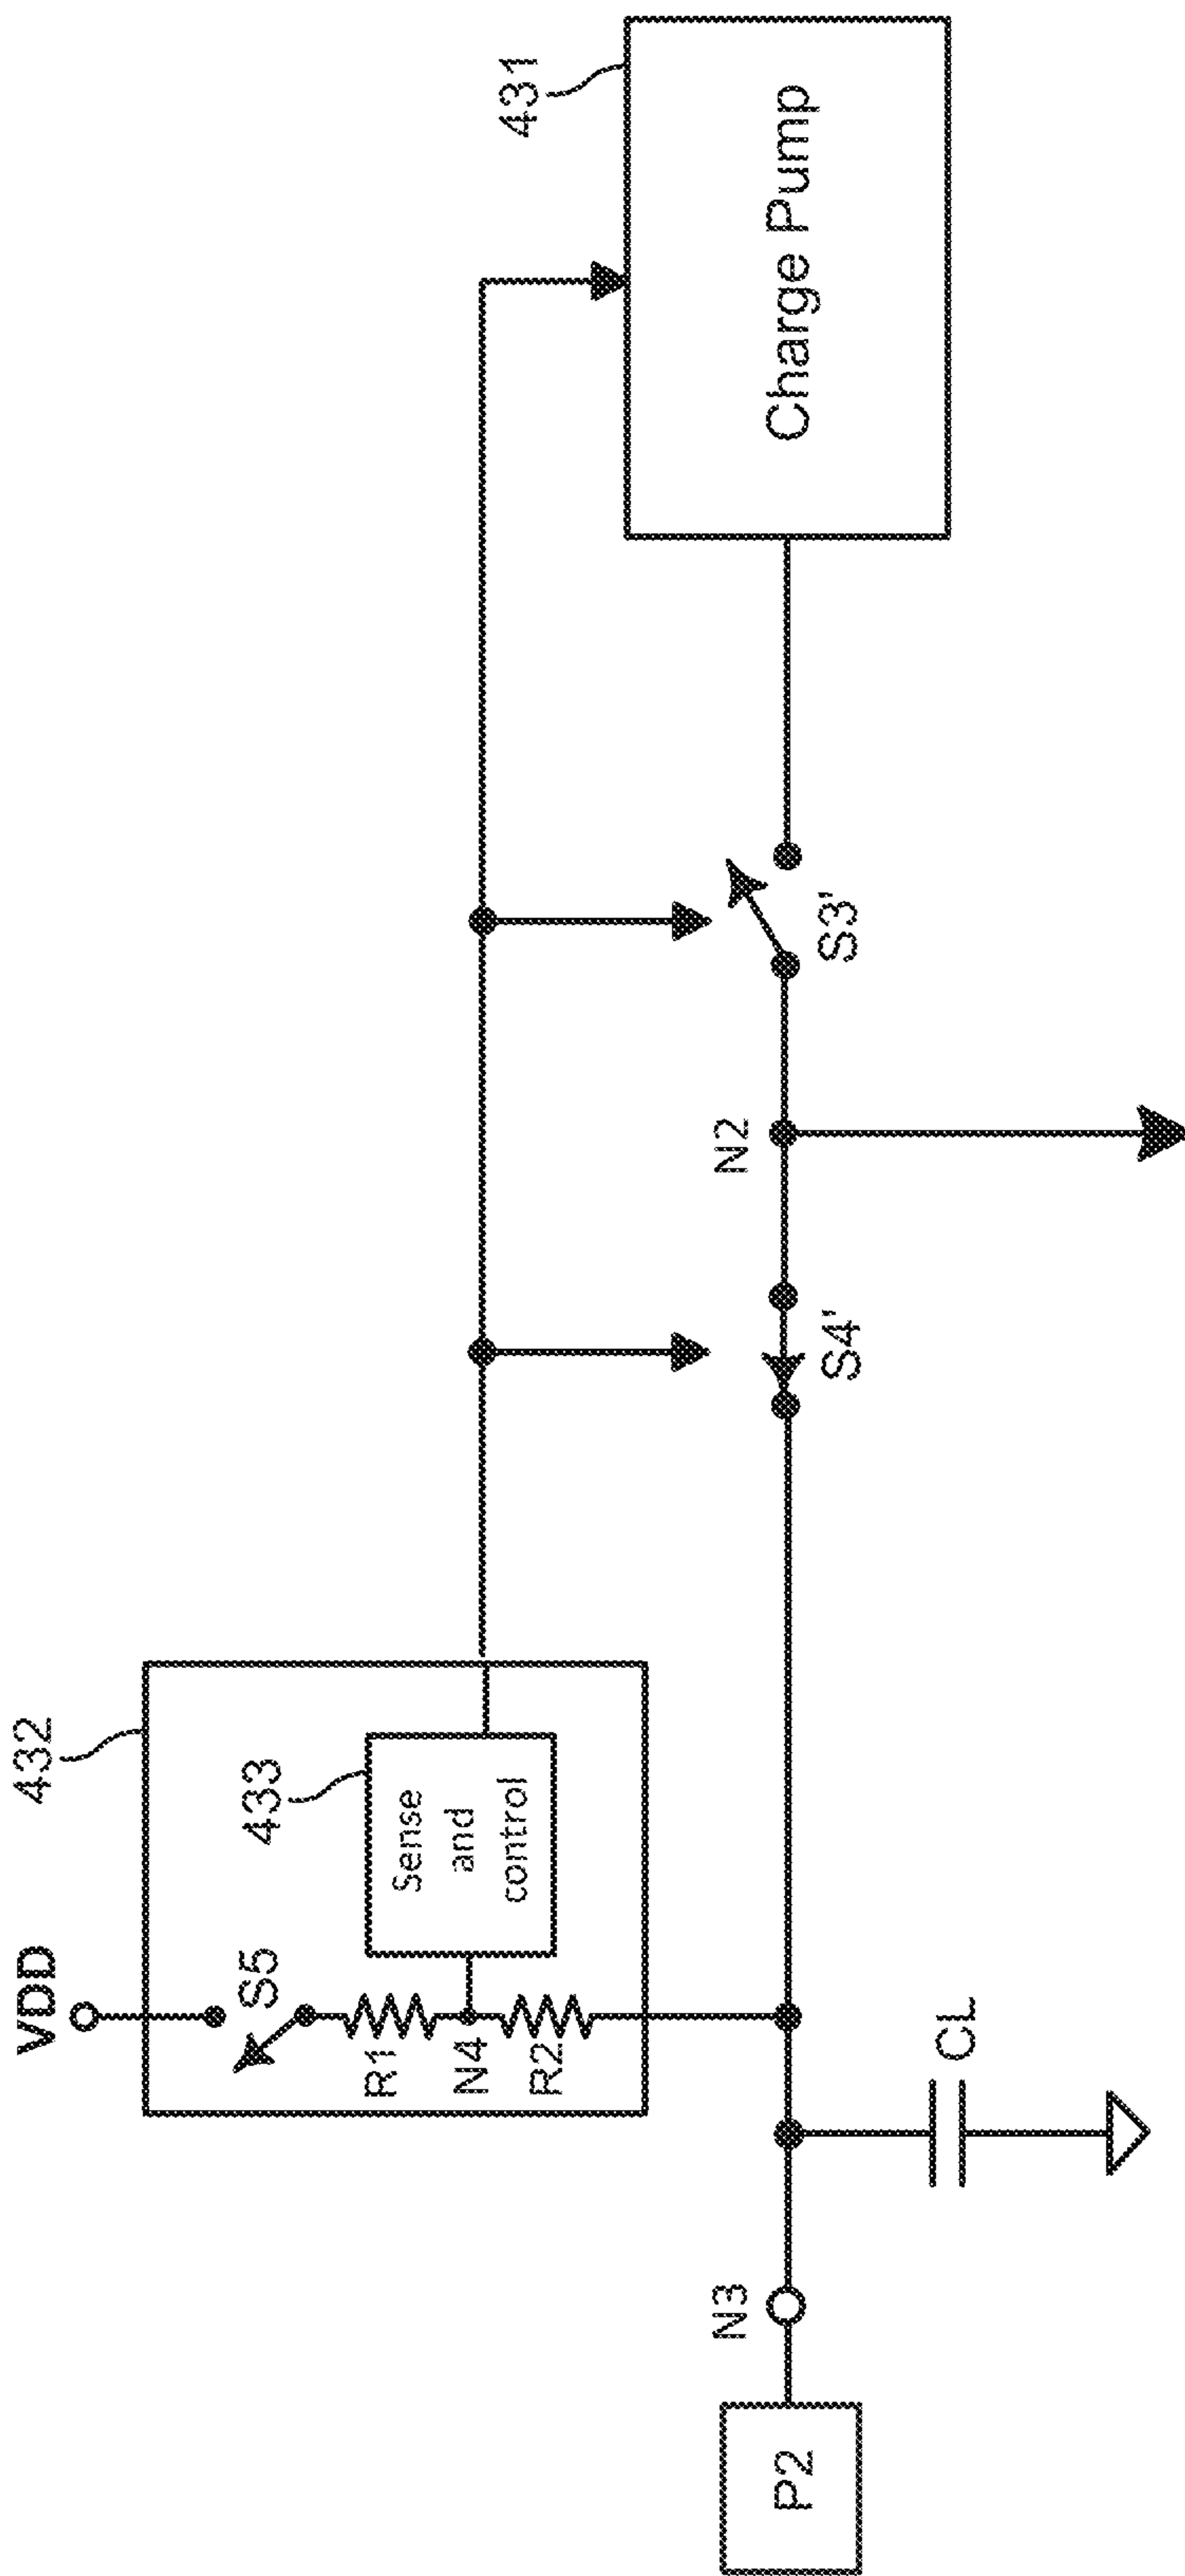 VDD
432
S5
433
R1
N4
R2
Sense
and
control
431
Charge Pump
P2
N3
CL
S4'
N2
S3'